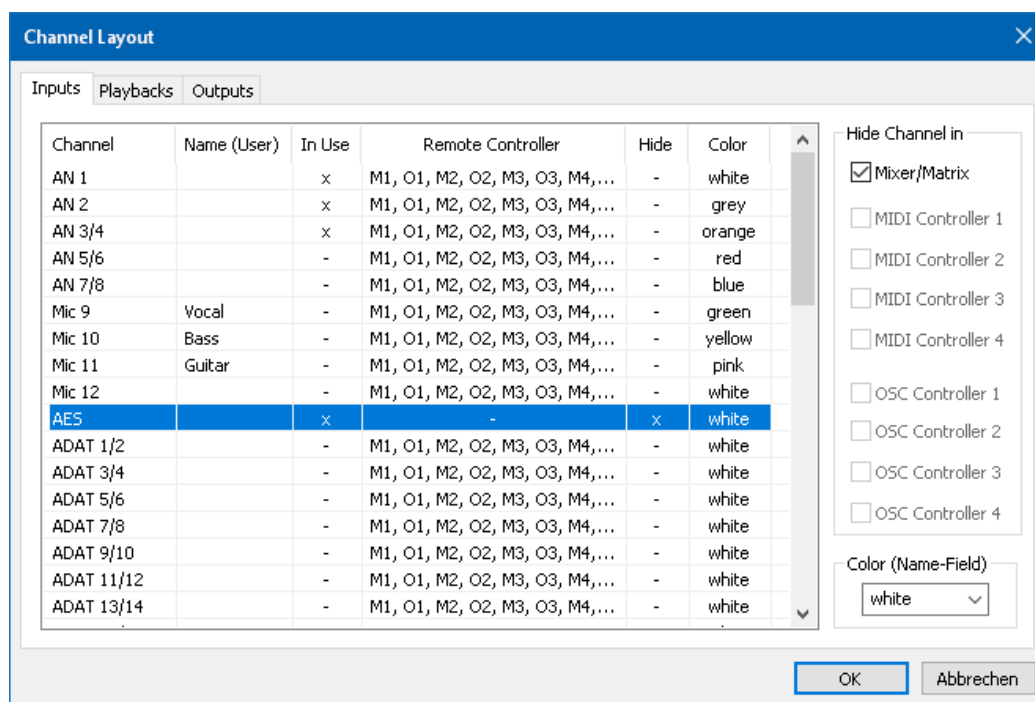 Channel Layout
Inputs Playbacks Outputs
Channel Name (User) In Use Remote Controller Hide Color
AN 1 x M1, O1, M2, O2, M3, O3, M4,... - white
AN 2 x M1, O1, M2, O2, M3, O3, M4,... - grey
AN 3/4 x M1, O1, M2, O2, M3, O3, M4,... - orange
AN 5/6 - M1, O1, M2, O2, M3, O3, M4,... - red
AN 7/8 - M1, O1, M2, O2, M3, O3, M4,... - blue
Mic 9 Vocal - M1, O1, M2, O2, M3, O3, M4,... - green
Mic 10 Bass - M1, O1, M2, O2, M3, O3, M4,... - yellow
Mic 11 Guitar - M1, O1, M2, O2, M3, O3, M4,... - pink
Mic 12 - M1, O1, M2, O2, M3, O3, M4,... - white
AES x - x white
ADAT 1/2 - M1, O1, M2, O2, M3, O3, M4,... - white
ADAT 3/4 - M1, O1, M2, O2, M3, O3, M4,... - white
ADAT 5/6 - M1, O1, M2, O2, M3, O3, M4,... - white
ADAT 7/8 - M1, O1, M2, O2, M3, O3, M4,... - white
ADAT 9/10 - M1, O1, M2, O2, M3, O3, M4,... - white
ADAT 11/12 - M1, O1, M2, O2, M3, O3, M4,... - white
ADAT 13/14 - M1, O1, M2, O2, M3, O3, M4,... - white
Hide Channel in
Mixer/Matrix
MIDI Controller 1
MIDI Controller 2
MIDI Controller 3
MIDI Controller 4
OSC Controller 1
OSC Controller 2
OSC Controller 3
OSC Controller 4
Color (Name-Field)
white
OK Abbrechen